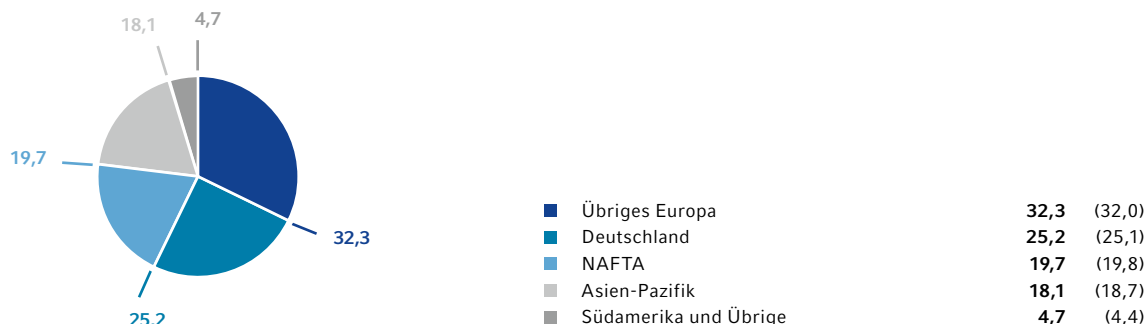 18,1
4,7
19,7
32,3
25,2
Übriges Europa 32,3 (32,0)
Deutschland 25,2 (25,1)
NAFTA 19,7 (19,8)
Asien-Pazifik 18,1 (18,7)
Südamerika und Übrige 4,7 (4,4)